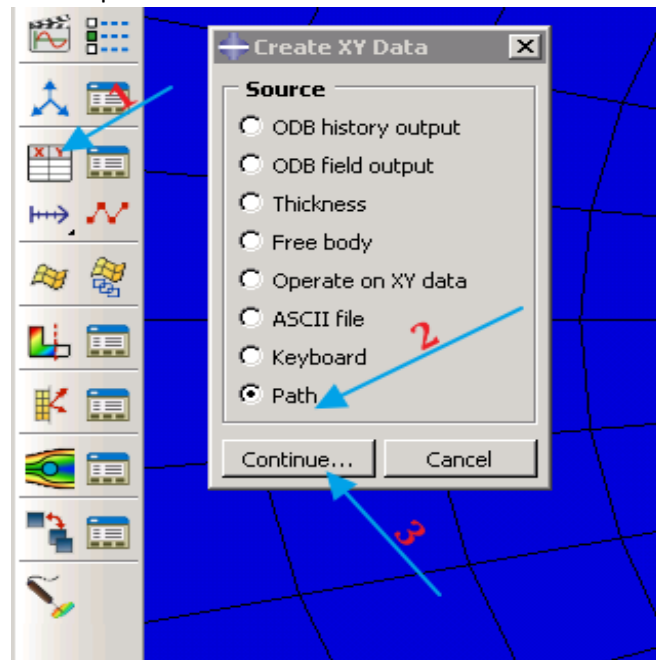 Create XY Data
1
Source
X Y
ODB history output
ODB field output
Thickness
Free body
Operate on XY data
ASCII file
2
Keyboard
Path
Continue... Cancel
3